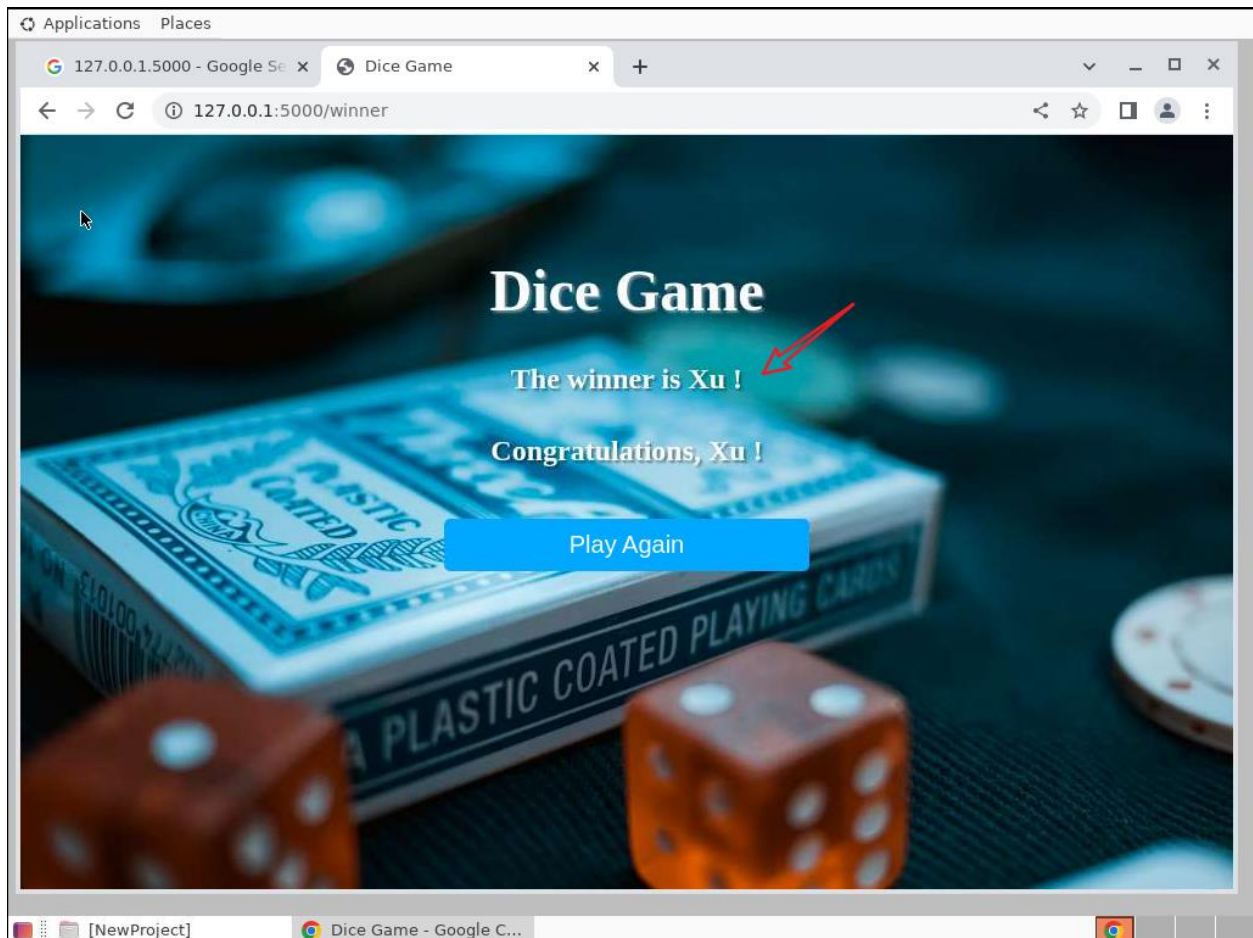 Applications Places
127.0.0.1.5000 - Google Se
Dice Game
127.0.0.1:5000/winner
Dice Game
The winner is Xu !
Congratulations, Xu !
PLASTIC
COATED
CHINA
Play Again
A PLASTIC COATED PLAYING CARDS
[NewProject]
Dice Game - Google C...